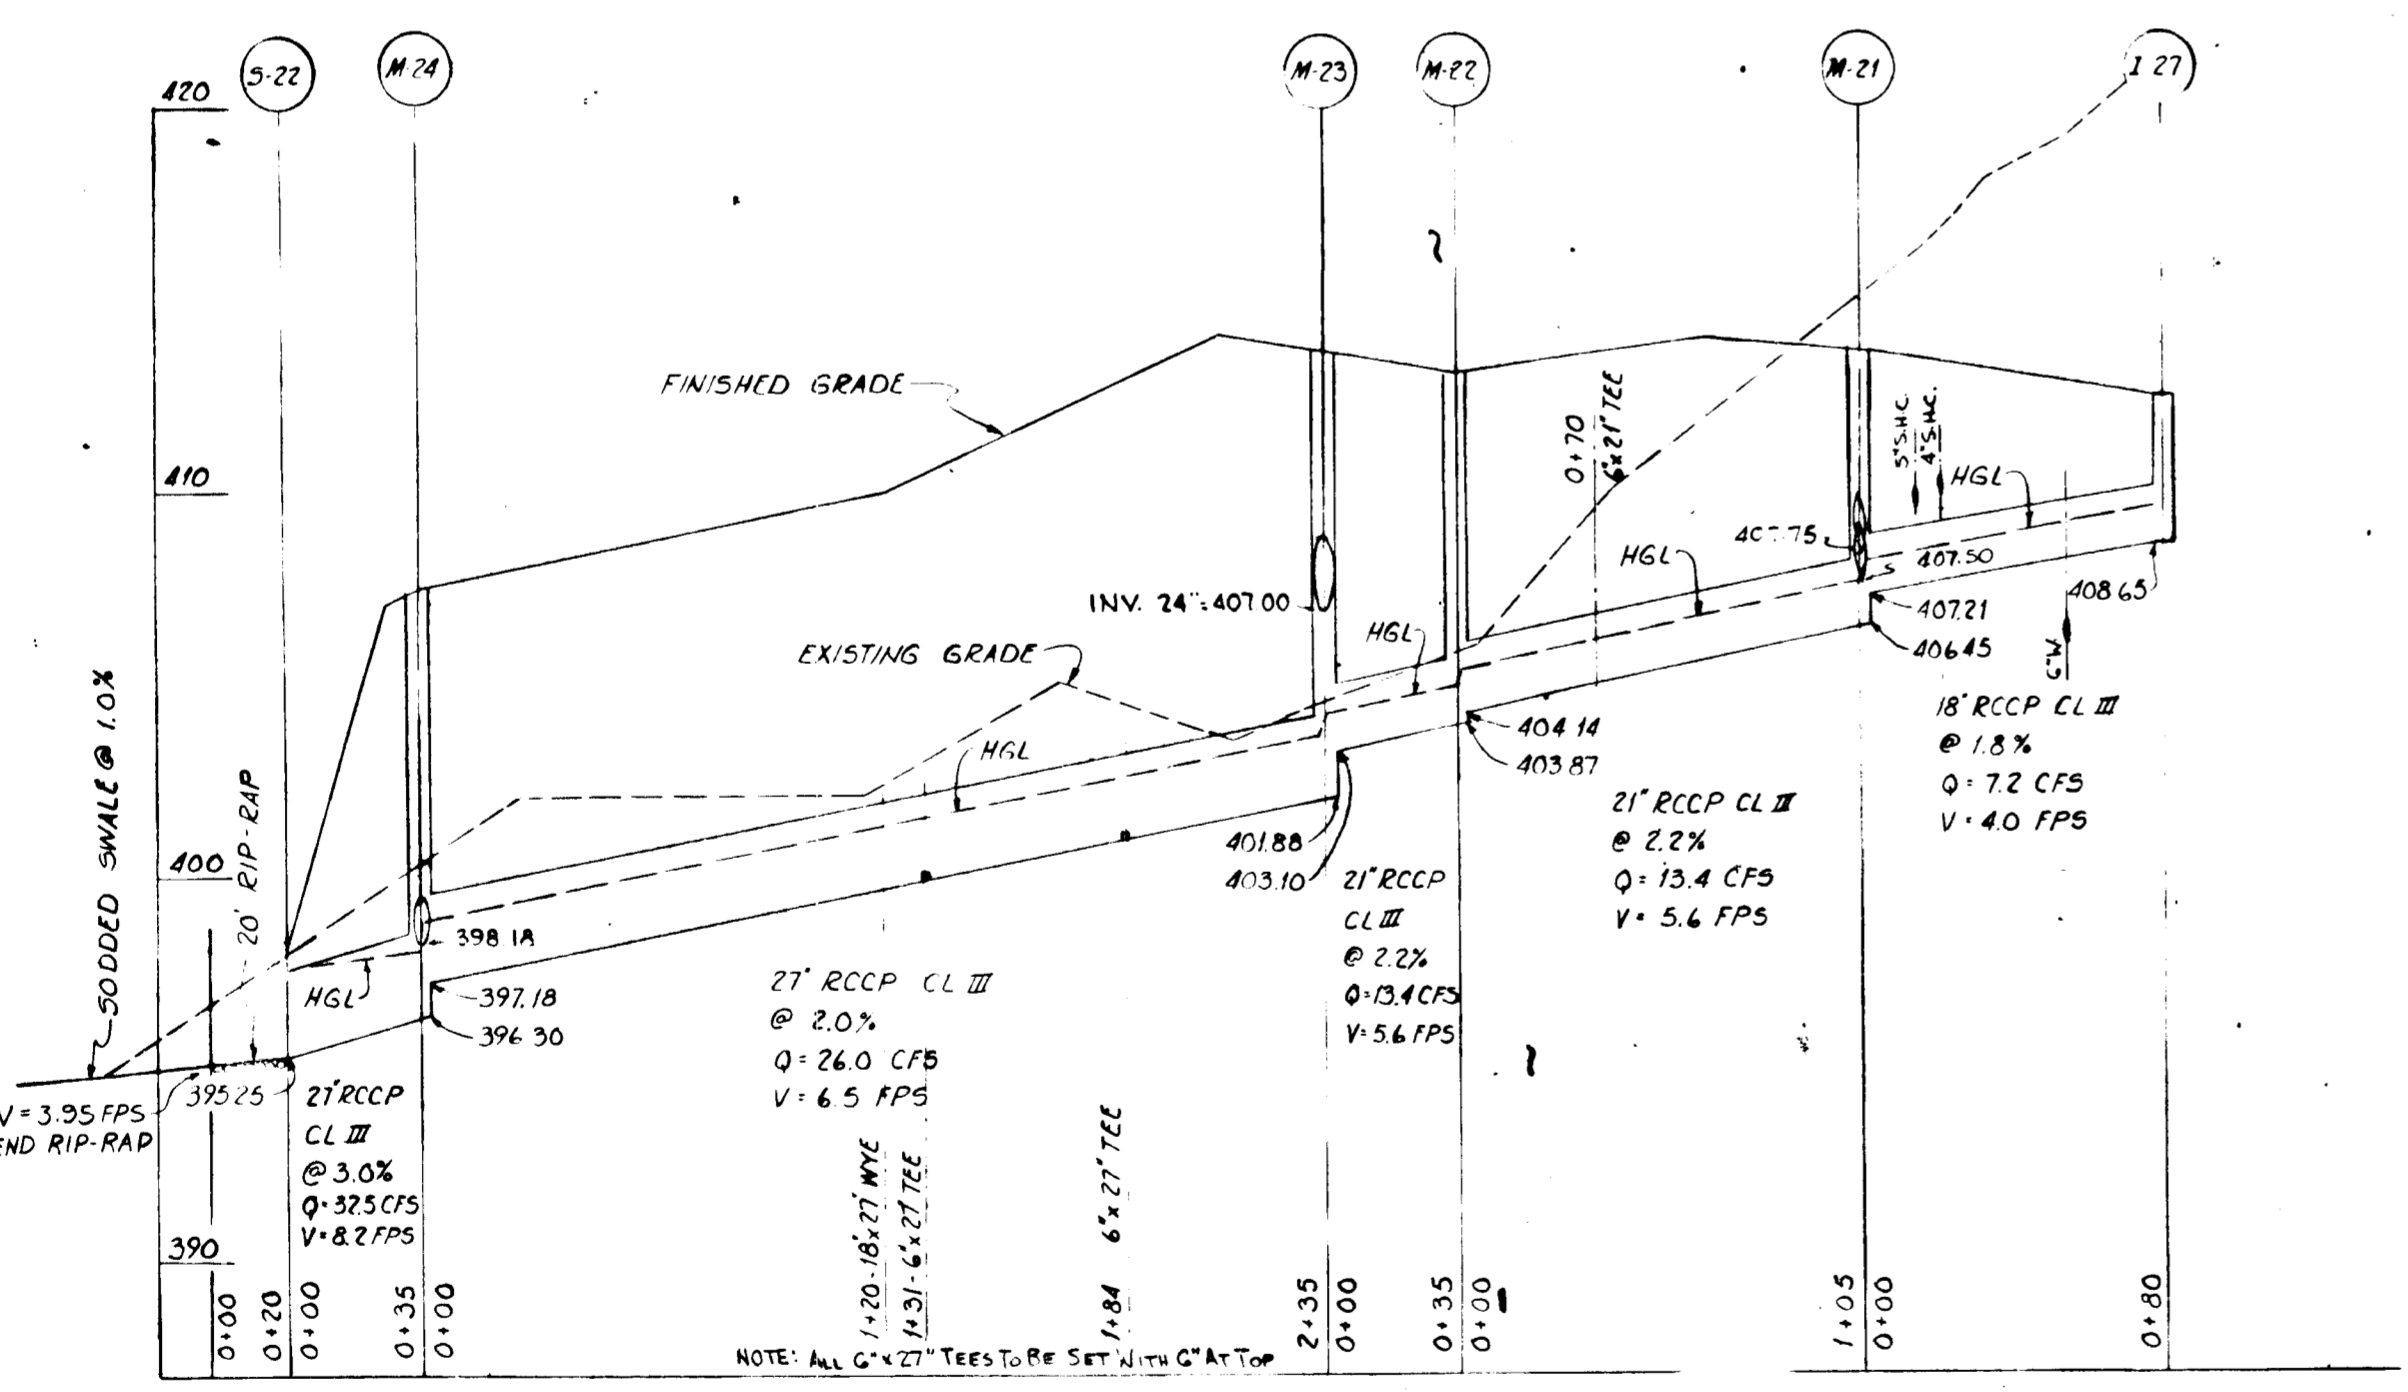 S-22
M-24
M-23
M-22
M-21
I 27
420
410
400
390
FINISHED GRADE
EXISTING GRADE
HGL
HGL
HGL
HGL
HGL
INV. 24": 407.00
0+70
6"x21" TEE
5" S.H.C.
4" S.H.C.
407.50
408 65
407.21
406.45
6"W
404 14
403 87
401.88
403.10
398.18
397.18
396 30
395 25
SODDED SWALE @ 1.0%
20' RIP-RAP
V = 3.95 FPS
END RIP-RAP
RCCP
CL III
@ 3.0%
Q = 32.5 CFS
V = 8.2 FPS
27" RCCP CL III
@ 2.0%
Q = 26.0 CFS
V = 6.5 FPS
21" RCCP
CL III
@ 2.2%
Q = 13.4 CFS
V = 5.6 FPS
21" RCCP CL III
@ 2.2%
Q = 13.4 CFS
V = 5.6 FPS
18" RCCP CL III
@ 1.8%
Q = 7.2 CFS
V = 4.0 FPS
0+00
0+20
0+00
0+35
0+00
1+20-18"x27" WYE
1+31-6"x27" TEE
1+84 6"x27" TEE
2+35
0+00
0+35
0+00
1+05
0+00
0+80
NOTE: ALL 6" x 27" TEES TO BE SET WITH 6" AT TOP